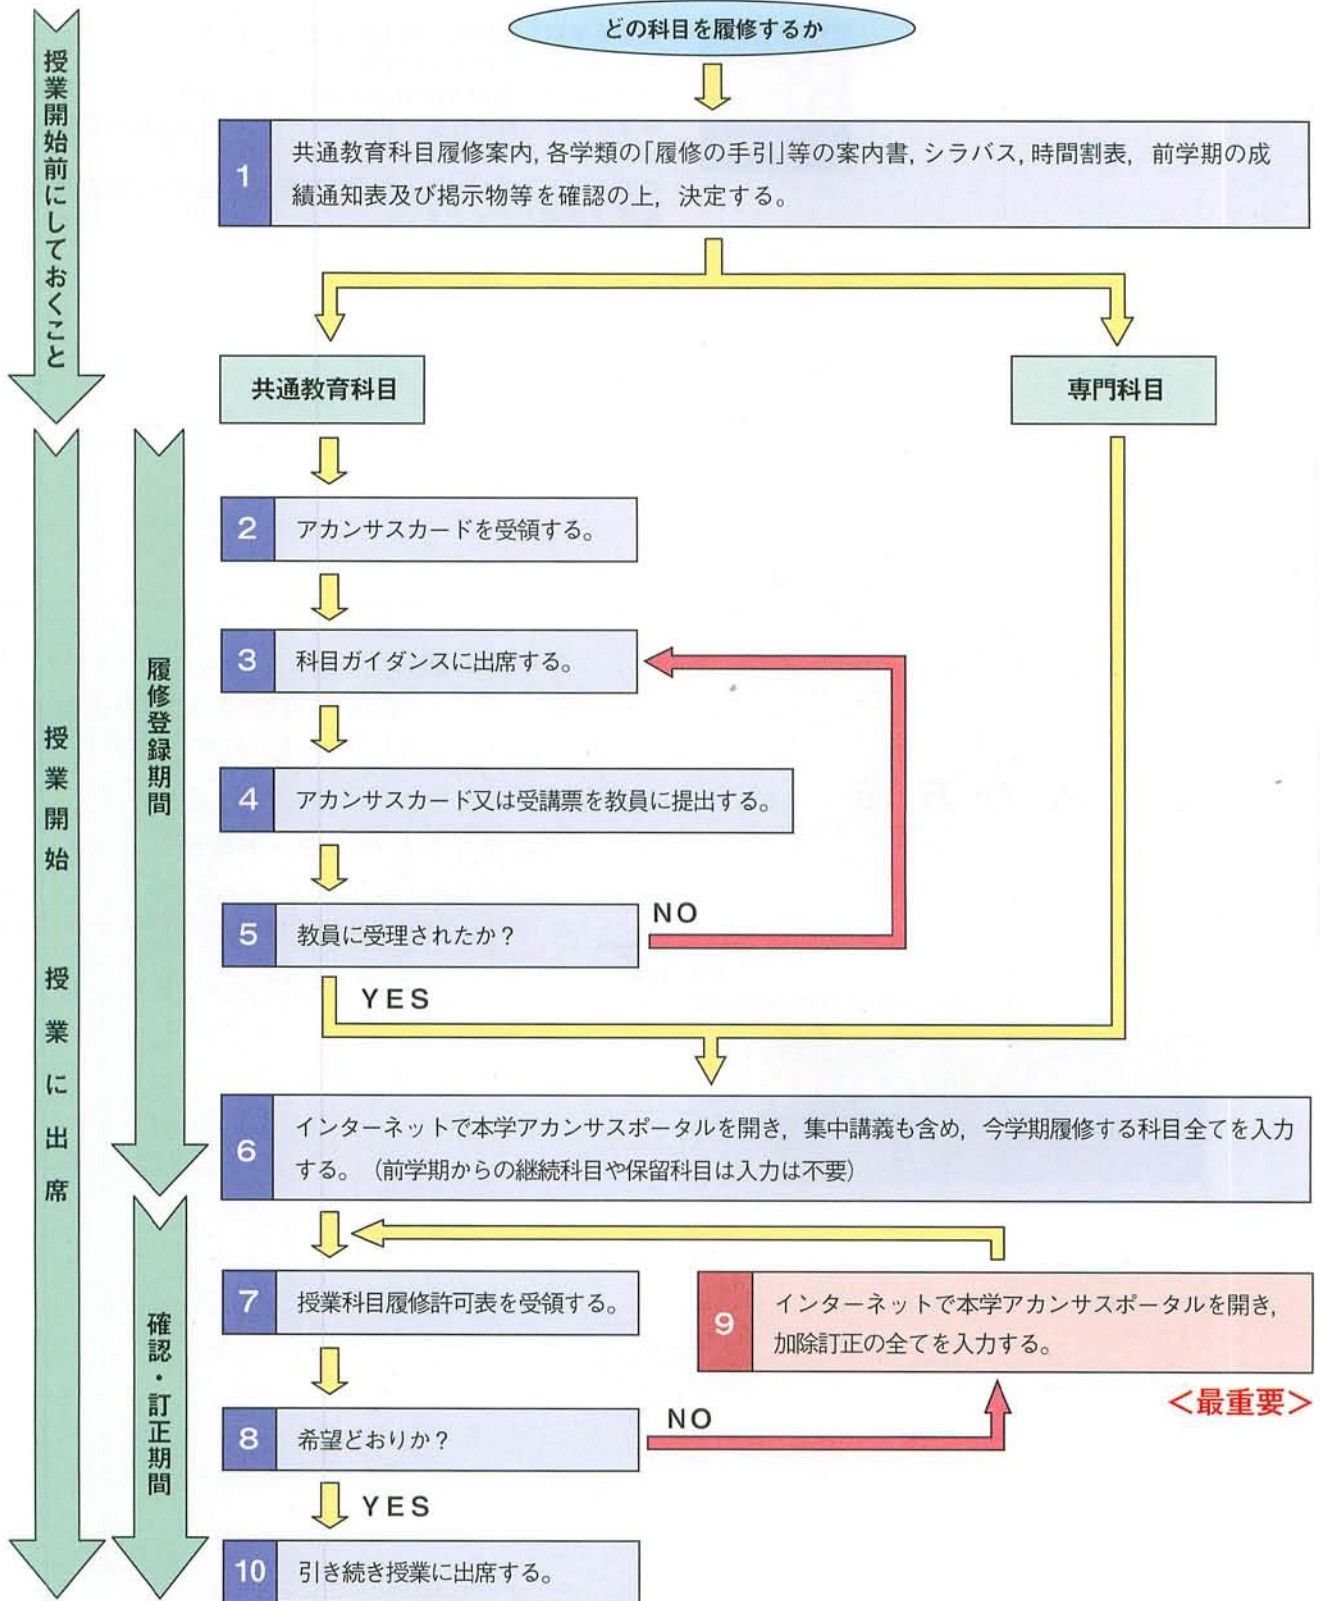 どの科目を履修するか
授業開始前にしておくこと
1
共通教育科目履修案内,各学類の「履修の手引」等の案内書,シラバス,時間割表,前学期の成
績通知表及び掲示物等を確認の上,決定する。
共通教育科目
専門科目
授業開始 授業に出席
履修登録期間
2
アカンサスカードを受領する。
3
科目ガイダンスに出席する。
4
アカンサスカード又は受講票を教員に提出する。
5
教員に受理されたか?
NO
YES
6
インターネットで本学アカンサスポータルを開き,集中講義も含め,今学期履修する科目全てを入力
する。(前学期からの継続科目や保留科目は入力は不要)
確認・訂正期間
7
授業科目履修許可表を受領する。
8
希望どおりか?
NO
9
インターネットで本学アカンサスポータルを開き,
加除訂正の全てを入力する。
<最重要>
YES
10
引き続き授業に出席する。